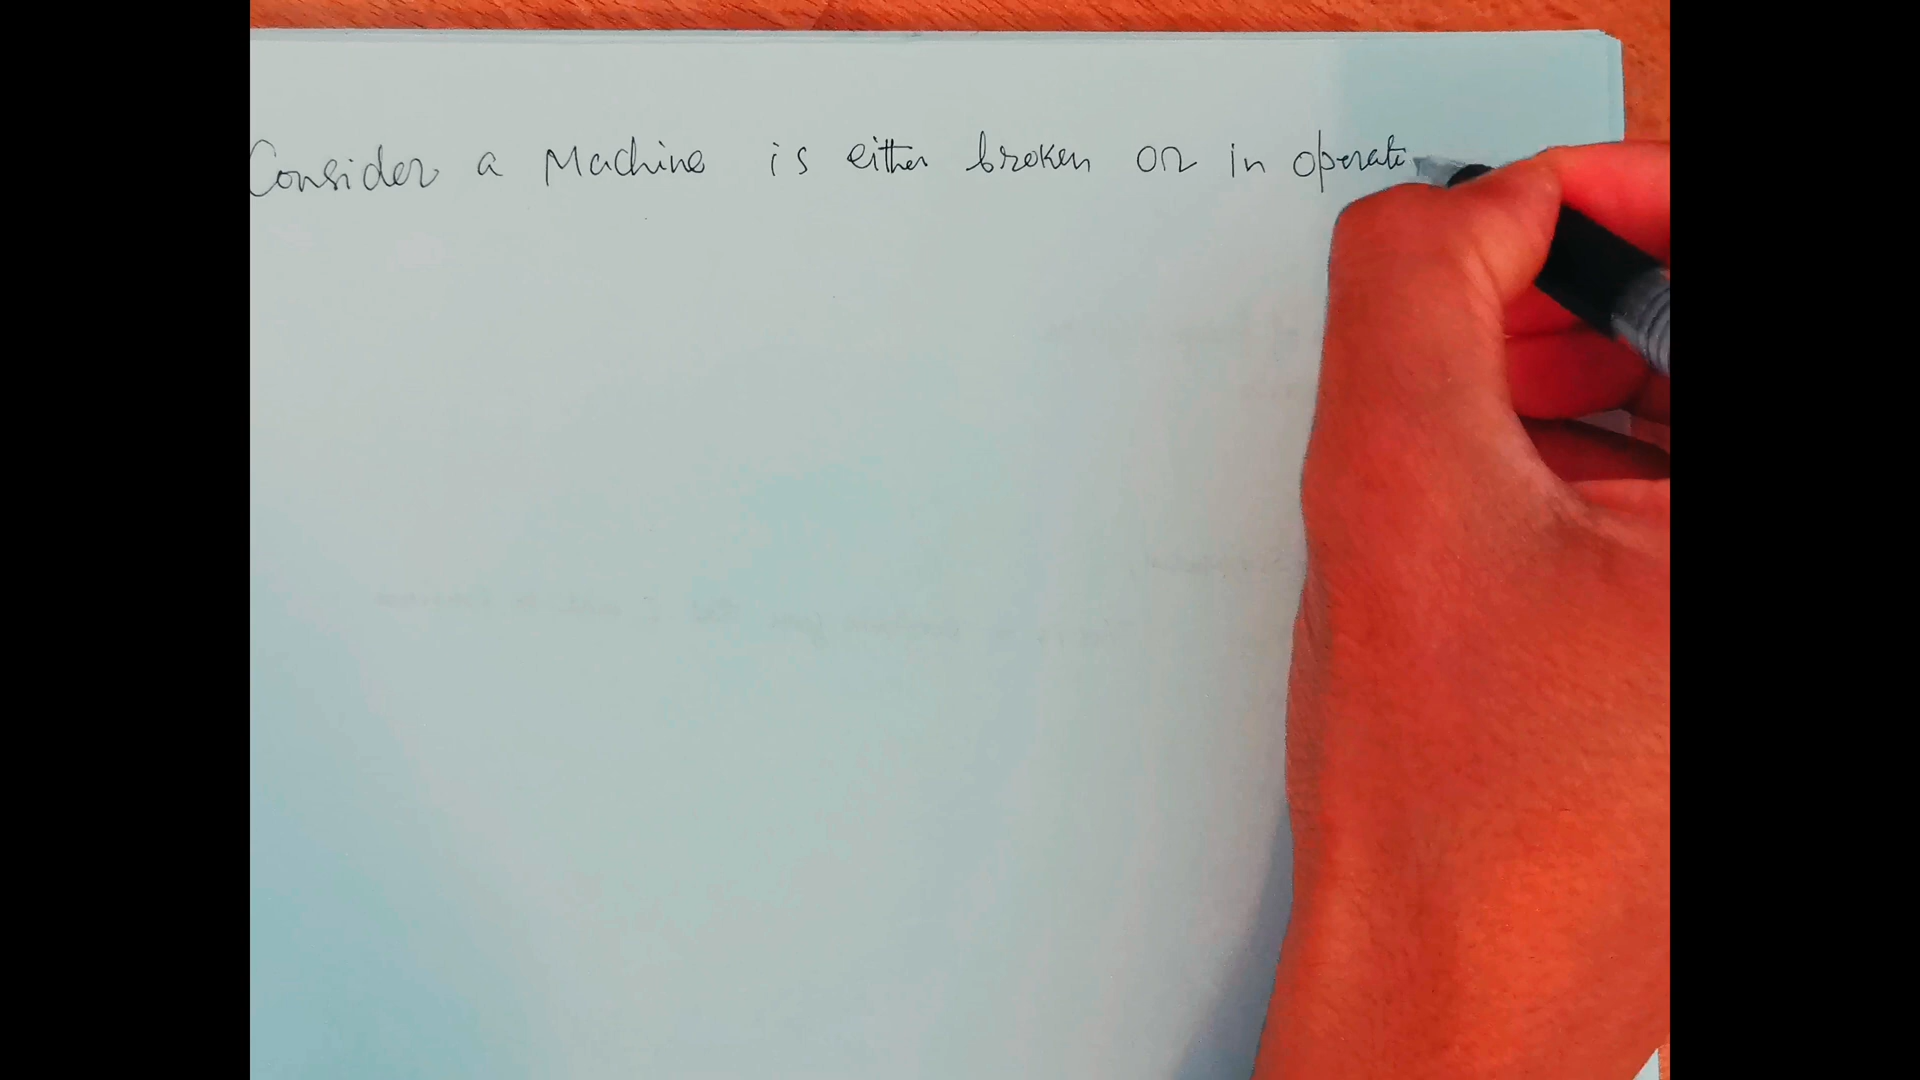 Consider a Machine is either broken or in operati